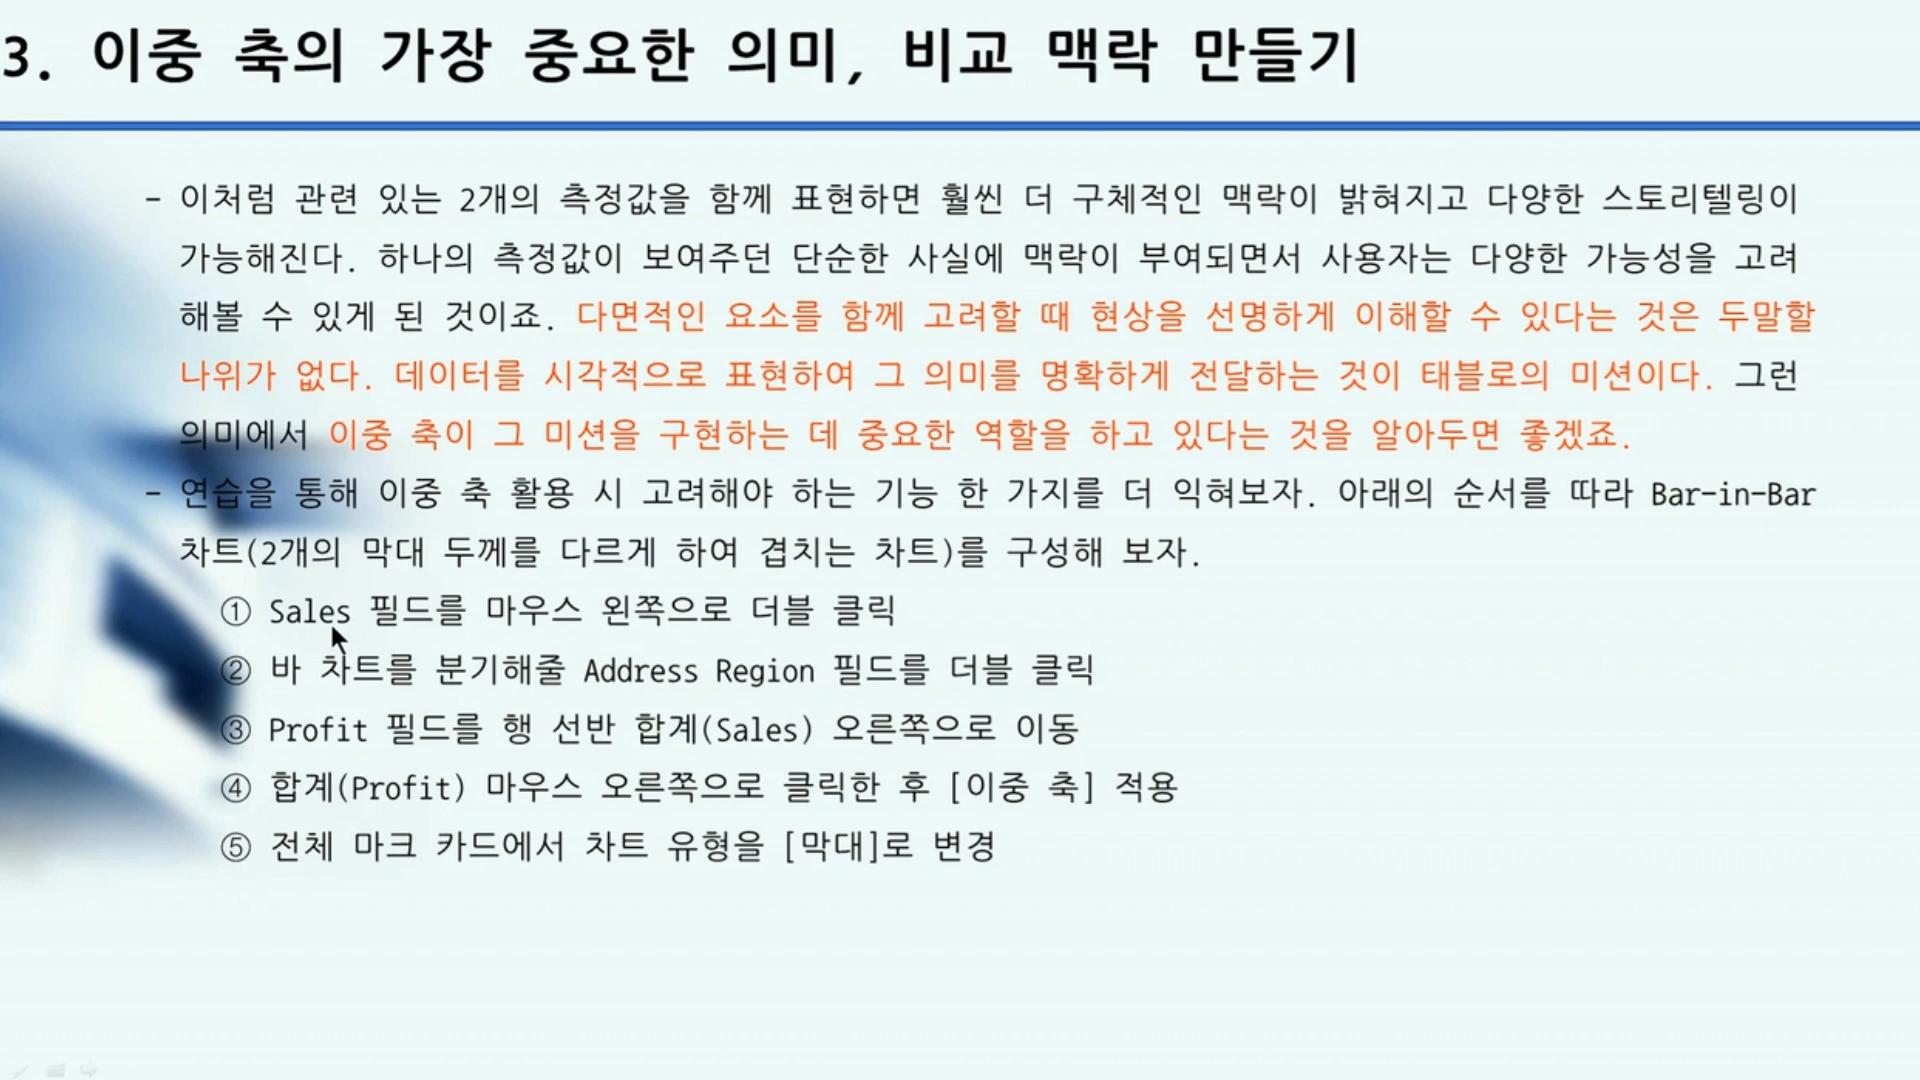 3. 이중 축의 가장 중요한 의미, 비교 맥락 만들기
- 이처럼 관련 있는 2개의 측정값을 함께 표현하면 훨씬 더 구체적인 맥락이 밝혀지고 다양한 스토리텔링이
가능해진다. 하나의 측정값이 보여주던 단순한 사실에 맥락이 부여되면서 사용자는 다양한 가능성을 고려
해볼 수 있게 된 것이죠. 다면적인 요소를 함께 고려할 때 현상을 선명하게 이해할 수 있다는 것은 두말할
나위가 없다. 데이터를 시각적으로 표현하여 그 의미를 명확하게 전달하는 것이 태블로의 미션이다. 그런
의미에서 이중 축이 그 미션을 구현하는 데 중요한 역할을 하고 있다는 것을 알아두면 좋겠죠.
- 연습을 통해 이중 축 활용 시 고려해야 하는 기능 한 가지를 더 익혀보자. 아래의 순서를 따라 Bar-in-Bar
차트(2개의 막대 두께를 다르게 하여 겹치는 차트)를 구성해 보자.
① Sales 필드를 마우스 왼쪽으로 더블 클릭
② 바 차트를 분기해줄 Address Region 필드를 더블 클릭
③ Profit 필드를 행 선반 합계(Sales) 오른쪽으로 이동
④ 합계(Profit) 마우스 오른쪽으로 클릭한 후 [이중 축] 적용
⑤ 전체 마크 카드에서 차트 유형을 [막대]로 변경